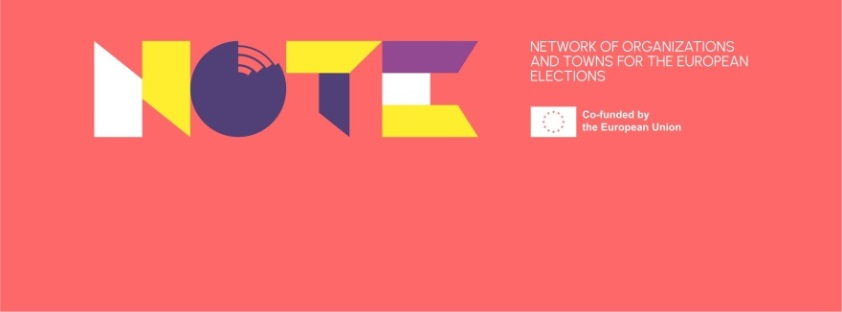 NOTE
NETWORK OF ORGANIZATIONS
AND TOWNS FOR THE EUROPEAN
ELECTIONS
Co-funded by
the European Union